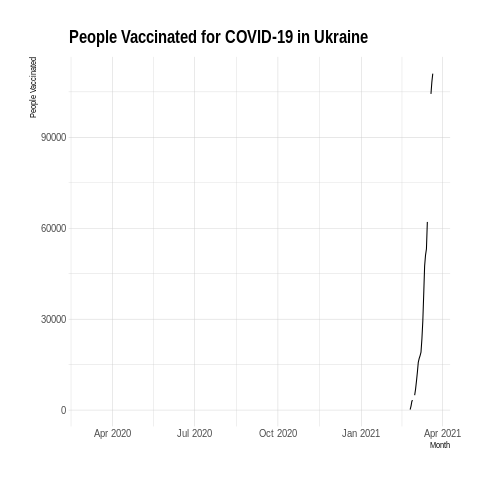 People Vaccinated for COVID-19 in Ukraine
People Vaccinated
90000
60000
30000
0
Apr 2020 Jul 2020 Oct 2020 Jan 2021 Apr 2021
Month